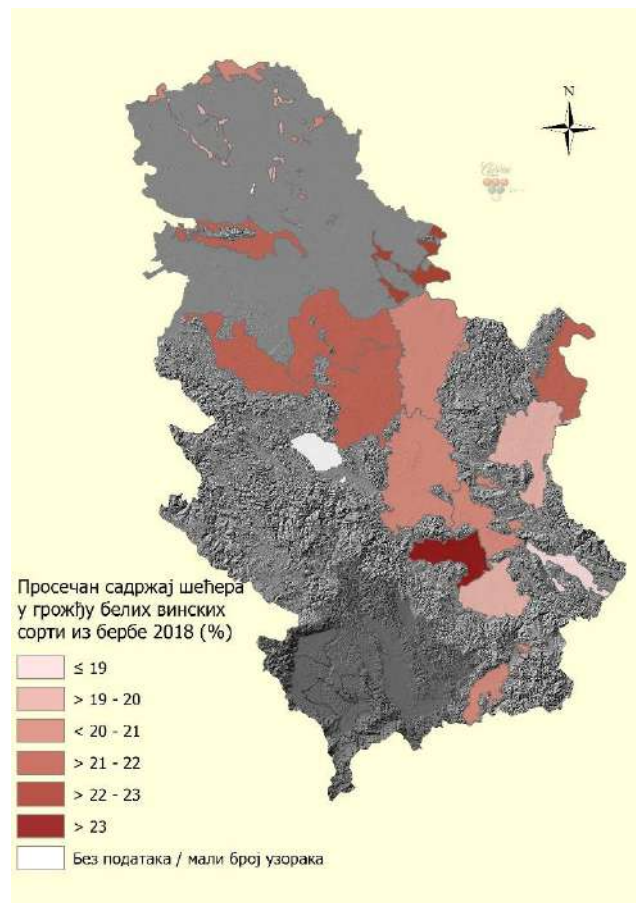 N
Просечан садржај шећера
у грожђу белих винских
сорти из бербе 2018 (%)
≤ 19
> 19 - 20
< 20 - 21
> 21 - 22
> 22 - 23
> 23
Без података / мали број узорака